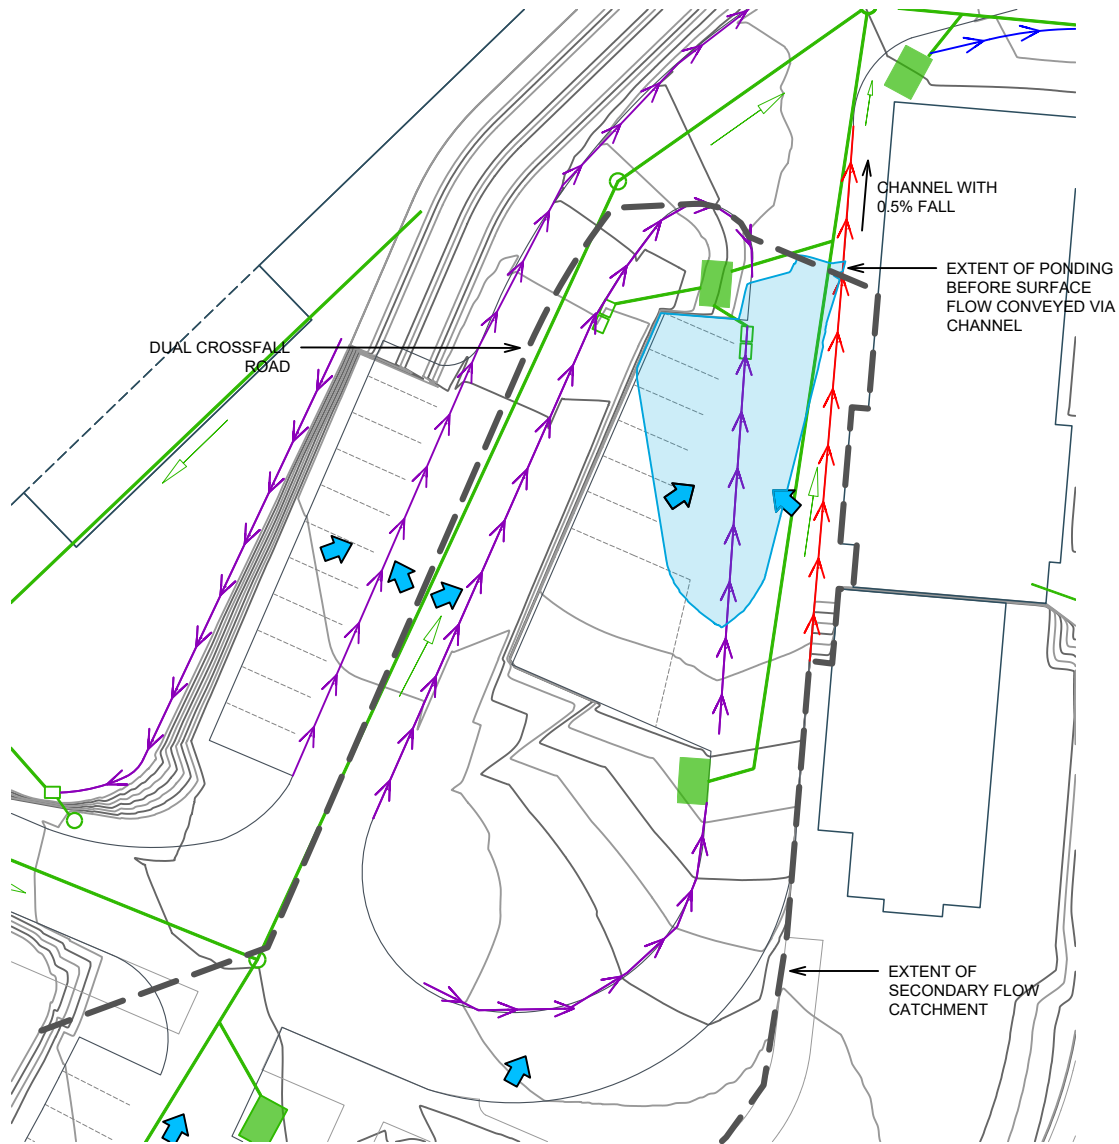 CHANNEL WITH
0.5% FALL
EXTENT OF PONDING
BEFORE SURFACE
FLOW CONVEYED VIA
CHANNEL
DUAL CROSSFALL
ROAD
EXTENT OF
SECONDARY FLOW
CATCHMENT